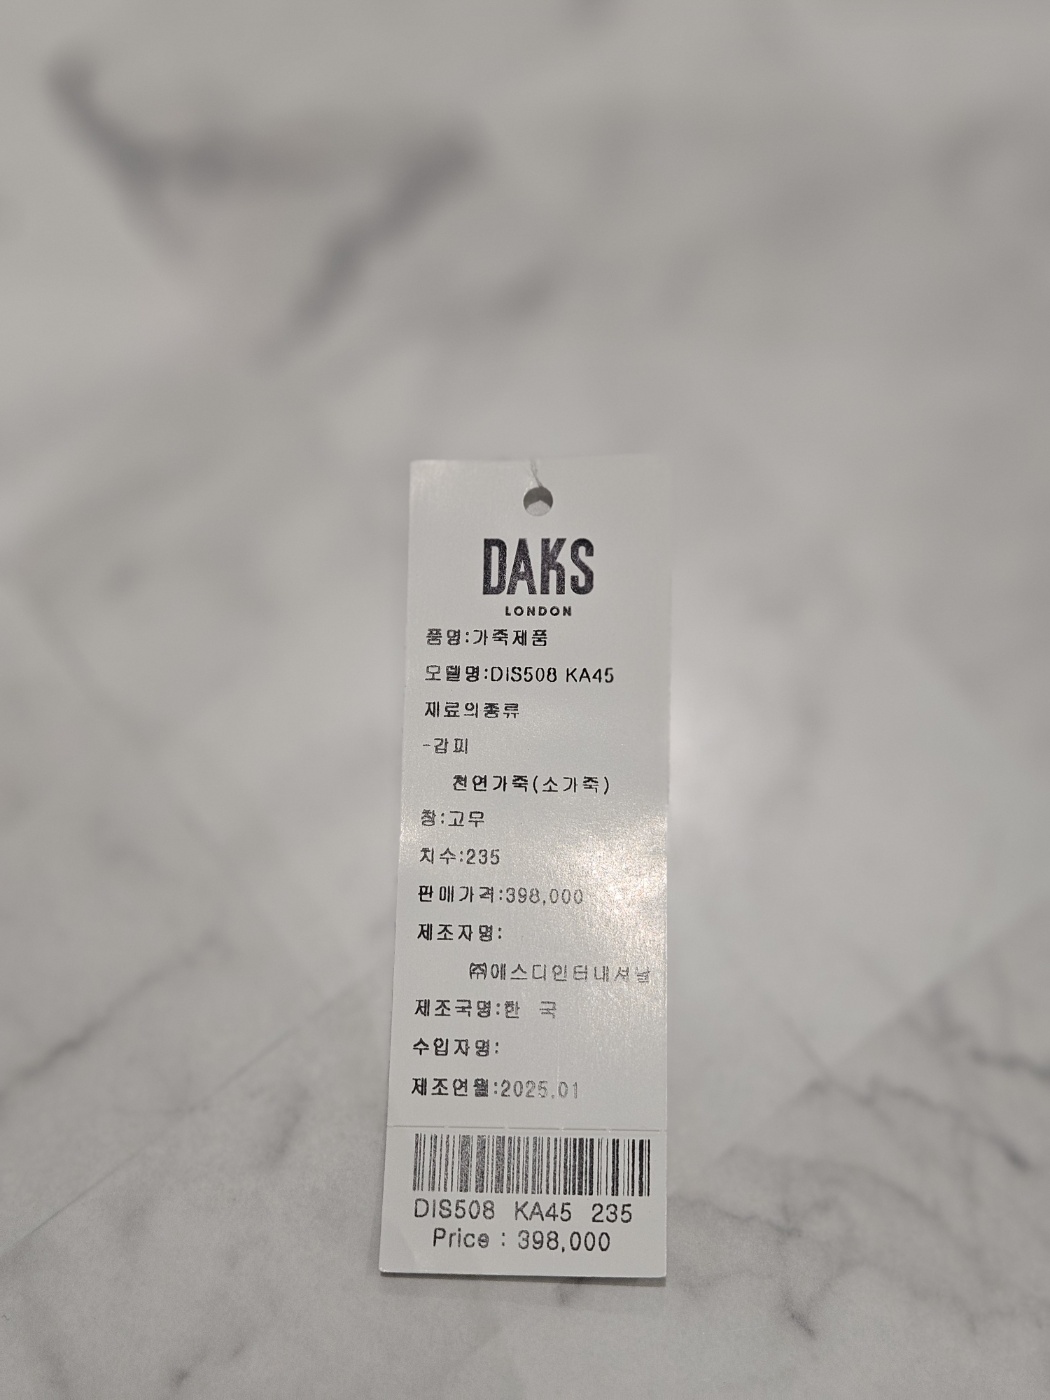 DAKS
LONDON
품명:가죽제품
모델명:DIS508 KA45
재료의종류
-갑피
천연가죽(소가죽)
창:고무
치수:235
판매가격:398,000
제조자명:
㈜에스디인터내셔날
제조국명:한 국
수입자명:
제조연월:2025.01
DIS508 KA45 235
Price : 398,000